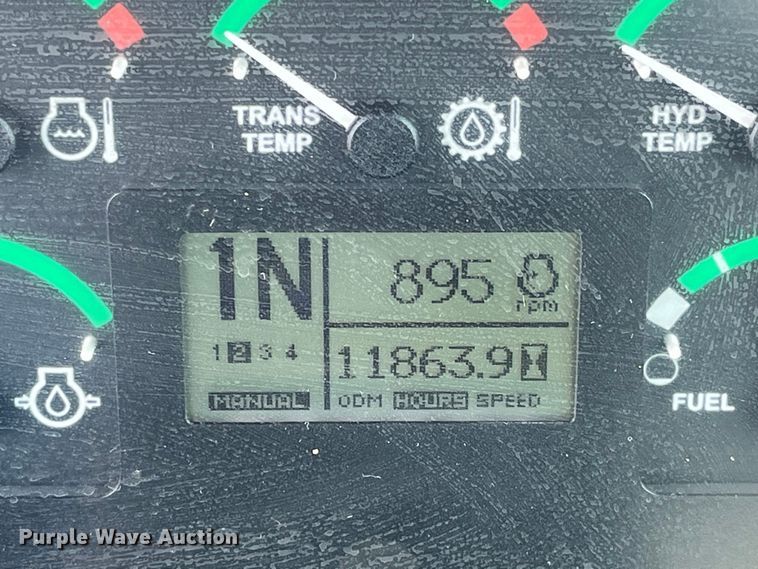 TRANS
TEMP
HYD
TEMP
1N
895
rpm
1 2 3 4
11863.9
MANUAL
ODM HOURS SPEED
FUEL
Purple Wave Auction